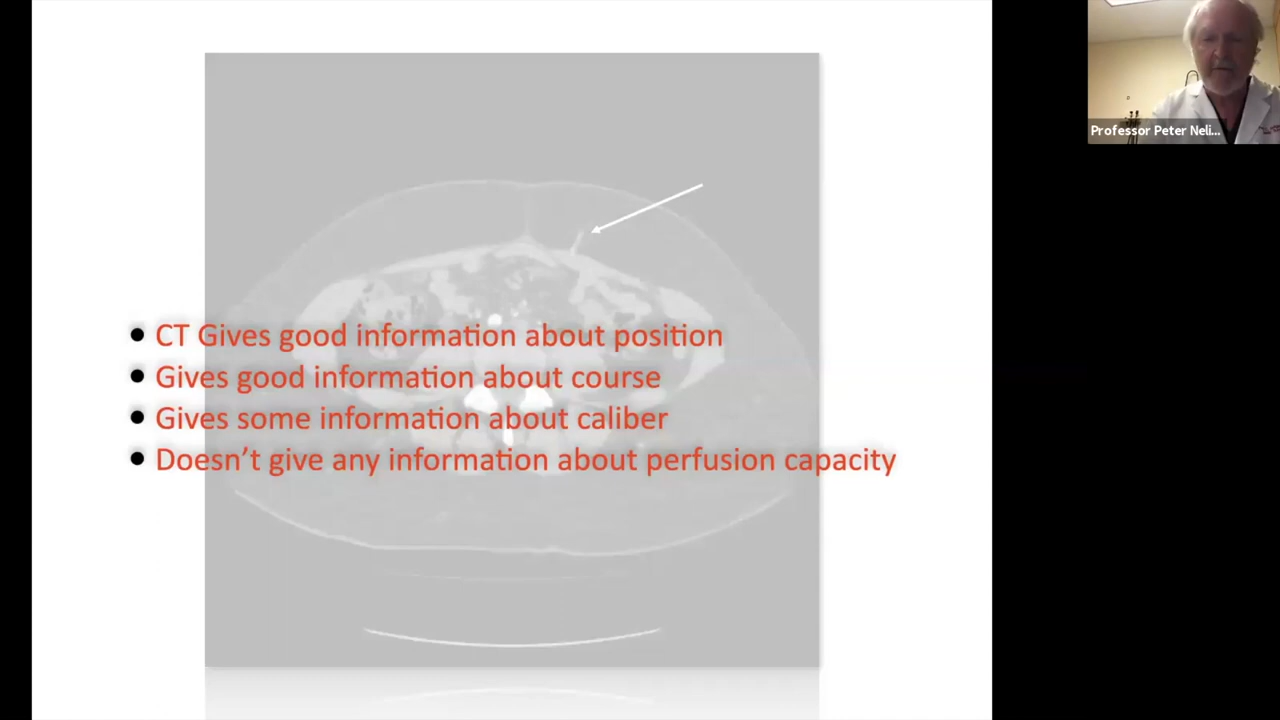 Professor Peter Neli...
• CT Gives good information about position
• Gives good information about course
• Gives some information about caliber
• Doesn't give any information about perfusion capacity